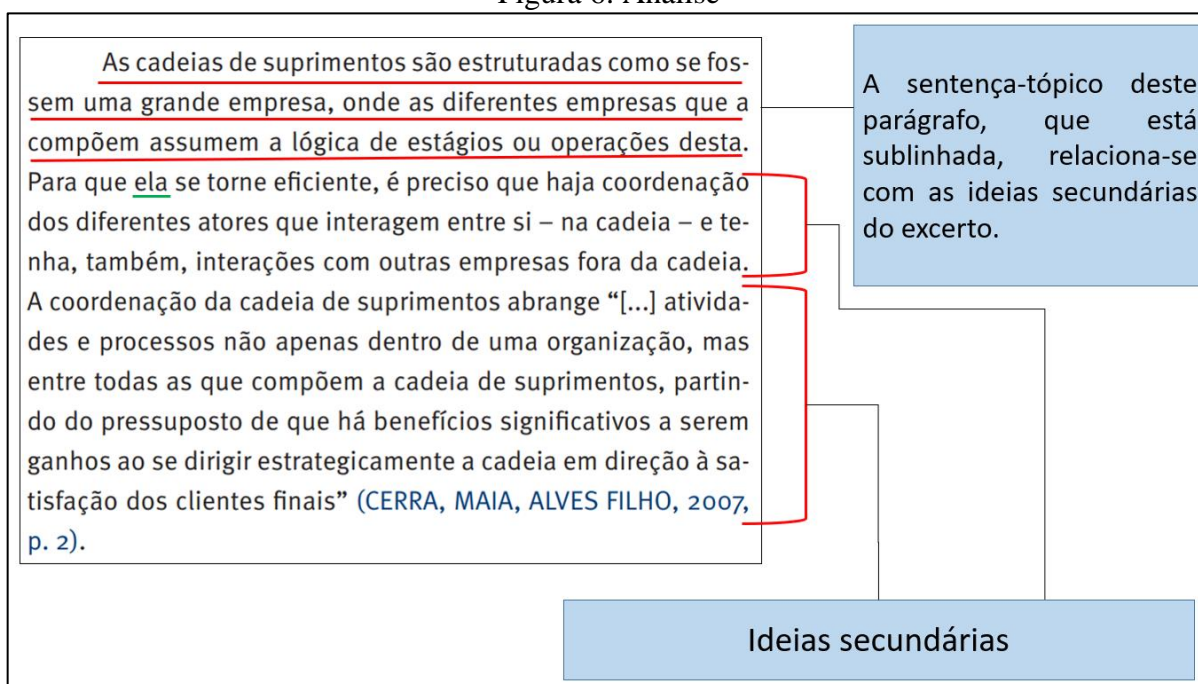 Figura 8: Análise
As cadeias de suprimentos são estruturadas como se fos-
sem uma grande empresa, onde as diferentes empresas que a
compõem assumem a lógica de estágios ou operações desta.
Para que ela se torne eficiente, é preciso que haja coordenação
dos diferentes atores que interagem entre si – na cadeia – e te-
nha, também, interações com outras empresas fora da cadeia.
A coordenação da cadeia de suprimentos abrange “[...] ativida-
des e processos não apenas dentro de uma organização, mas
entre todas as que compõem a cadeia de suprimentos, partin-
do do pressuposto de que há benefícios significativos a serem
ganhos ao se dirigir estrategicamente a cadeia em direção à sa-
tisfação dos clientes finais” (CERRA, MAIA, ALVES FILHO, 2007,
p. 2).
A sentença-tópico deste
parágrafo, que está
sublinhada, relaciona-se
com as ideias secundárias
do excerto.
Ideias secundárias